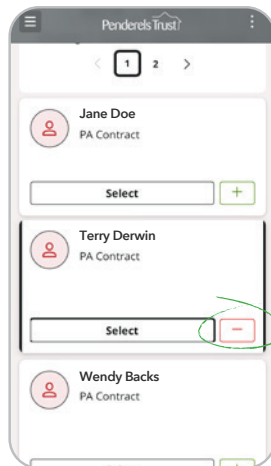 Penderels Trust
1 2
Jane Doe
PA Contract
Select
Terry Derwin
PA Contract
Select
Wendy Backs
PA Contract